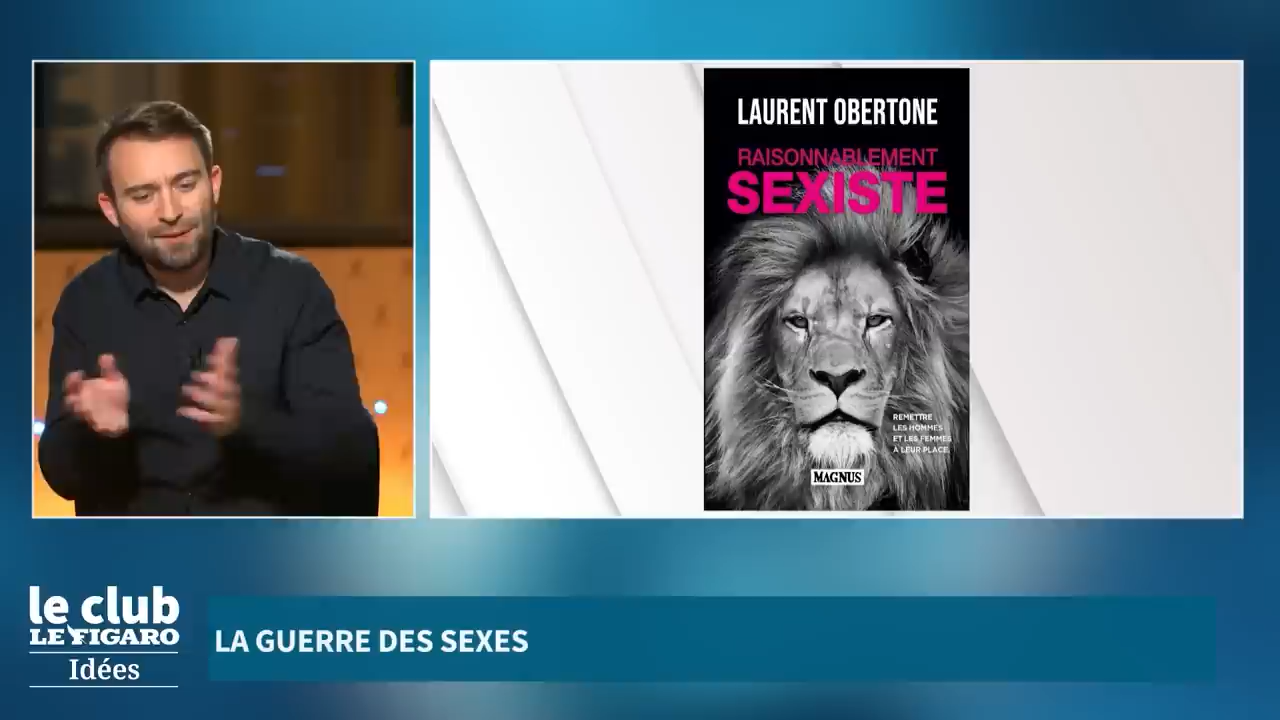 LAURENT OBERTONE
RAISONNABLEMENT
SEXISTE
REMETTRE
LES HOMMES
ET LES FEMMES
À LEUR PLACE.
MAGNUS
le club
LE FIGARO
Idées
LA GUERRE DES SEXES